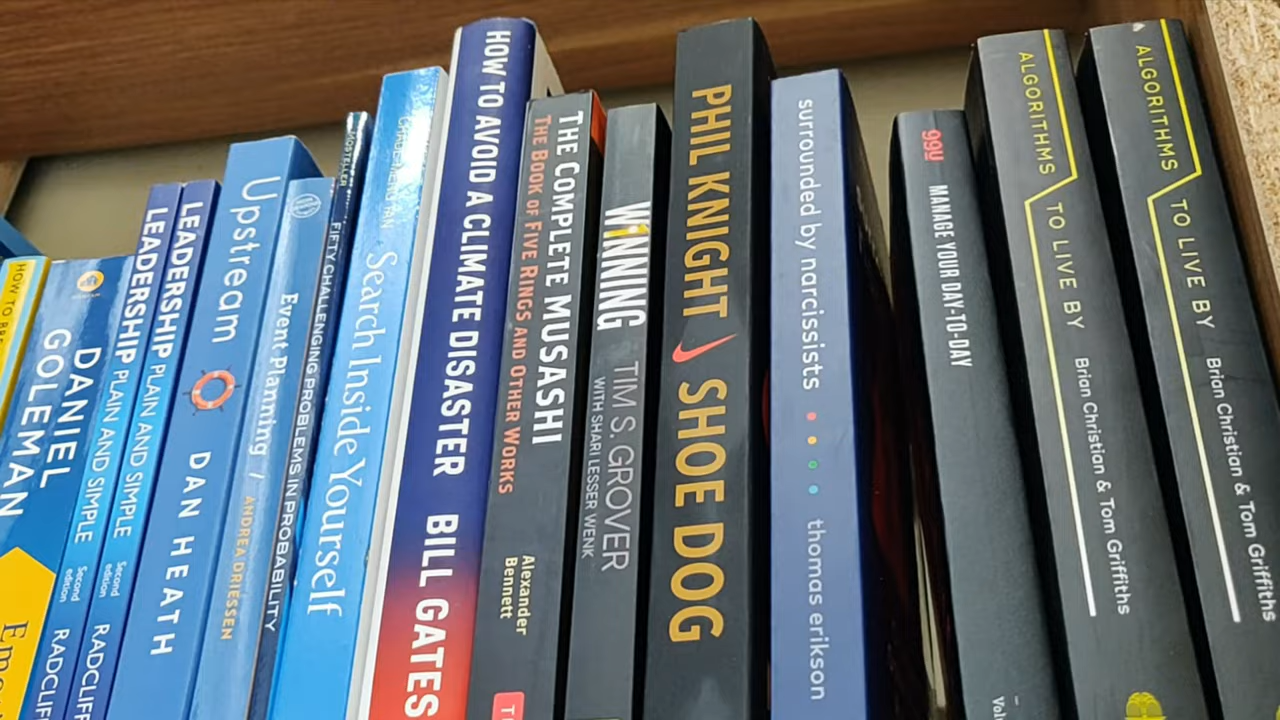 HOW TO
DANIEL
GOLEMAN
LEADERSHIP PLAIN AND SIMPLE Second edition
LEADERSHIP PLAIN AND SIMPLE Second edition
Upstream DAN HEATH
Event Planning / ANDREA DRIESSEN
MOSTELLER FIFTY CHALLENGING PROBLEMS IN PROBABILITY
Search Inside Yourself
HOW TO AVOID A CLIMATE DISASTER BILL GATES
THE COMPLETE MUSASHI
THE BOOK OF FIVE RINGS AND OTHER WORKS
Alexander
Bennett
WINNING TIM S. GROVER
WITH SHARI LESSER WENK
PHIL KNIGHT SHOE DOG
surrounded by narcissists thomas erikson
99U MANAGE YOUR DAY-TO-DAY
ALGORITHMS TO LIVE BY Brian Christian & Tom Griffiths
ALGORITHMS TO LIVE BY Brian Christian & Tom Griffiths